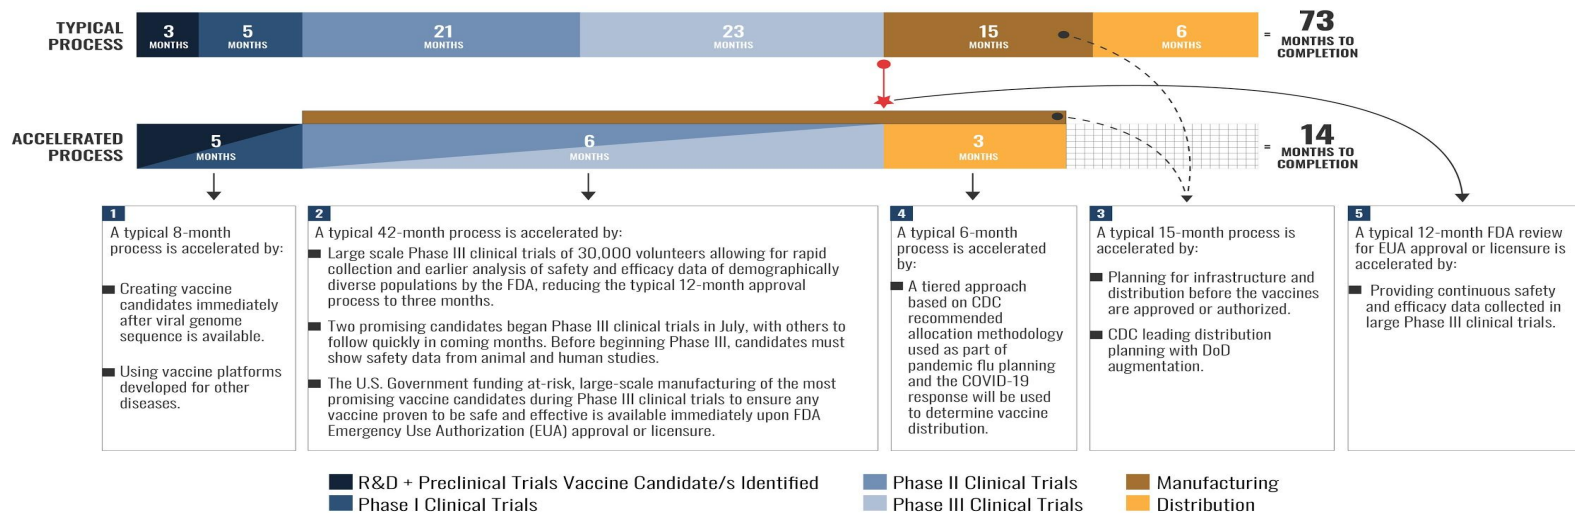 TYPICAL
PROCESS
3
MONTHS
5
MONTHS
21
MONTHS
23
MONTHS
15
MONTHS
6
MONTHS
=
73
MONTHS TO
COMPLETION
ACCELERATED
PROCESS
5
MONTHS
6
MONTHS
3
MONTHS
=
14
MONTHS TO
COMPLETION
1
A typical 8-month
process is accelerated by:
Creating vaccine
candidates immediately
after viral genome
sequence is available.
Using vaccine platforms
developed for other
diseases.
2
A typical 42-month process is accelerated by:
Large scale Phase III clinical trials of 30,000 volunteers allowing for rapid
collection and earlier analysis of safety and efficacy data of demographically
diverse populations by the FDA, reducing the typical 12-month approval
process to three months.
Two promising candidates began Phase III clinical trials in July, with others to
follow quickly in coming months. Before beginning Phase III, candidates must
show safety data from animal and human studies.
The U.S. Government funding at-risk, large-scale manufacturing of the most
promising vaccine candidates during Phase III clinical trials to ensure any
vaccine proven to be safe and effective is available immediately upon FDA
Emergency Use Authorization (EUA) approval or licensure.
4
A typical 6-month
process is accelerated
by:
A tiered approach
based on CDC
recommended
allocation methodology
used as part of
pandemic flu planning
and the COVID-19
response will be used
to determine vaccine
distribution.
3
A typical 15-month process is
accelerated by:
Planning for infrastructure and
distribution before the vaccines
are approved or authorized.
CDC leading distribution
planning with DoD
augmentation.
5
A typical 12-month FDA review
for EUA approval or licensure is
accelerated by:
Providing continuous safety
and efficacy data collected in
large Phase III clinical trials.
R&D + Preclinical Trials Vaccine Candidate/s Identified
Phase I Clinical Trials
Phase II Clinical Trials
Phase III Clinical Trials
Manufacturing
Distribution